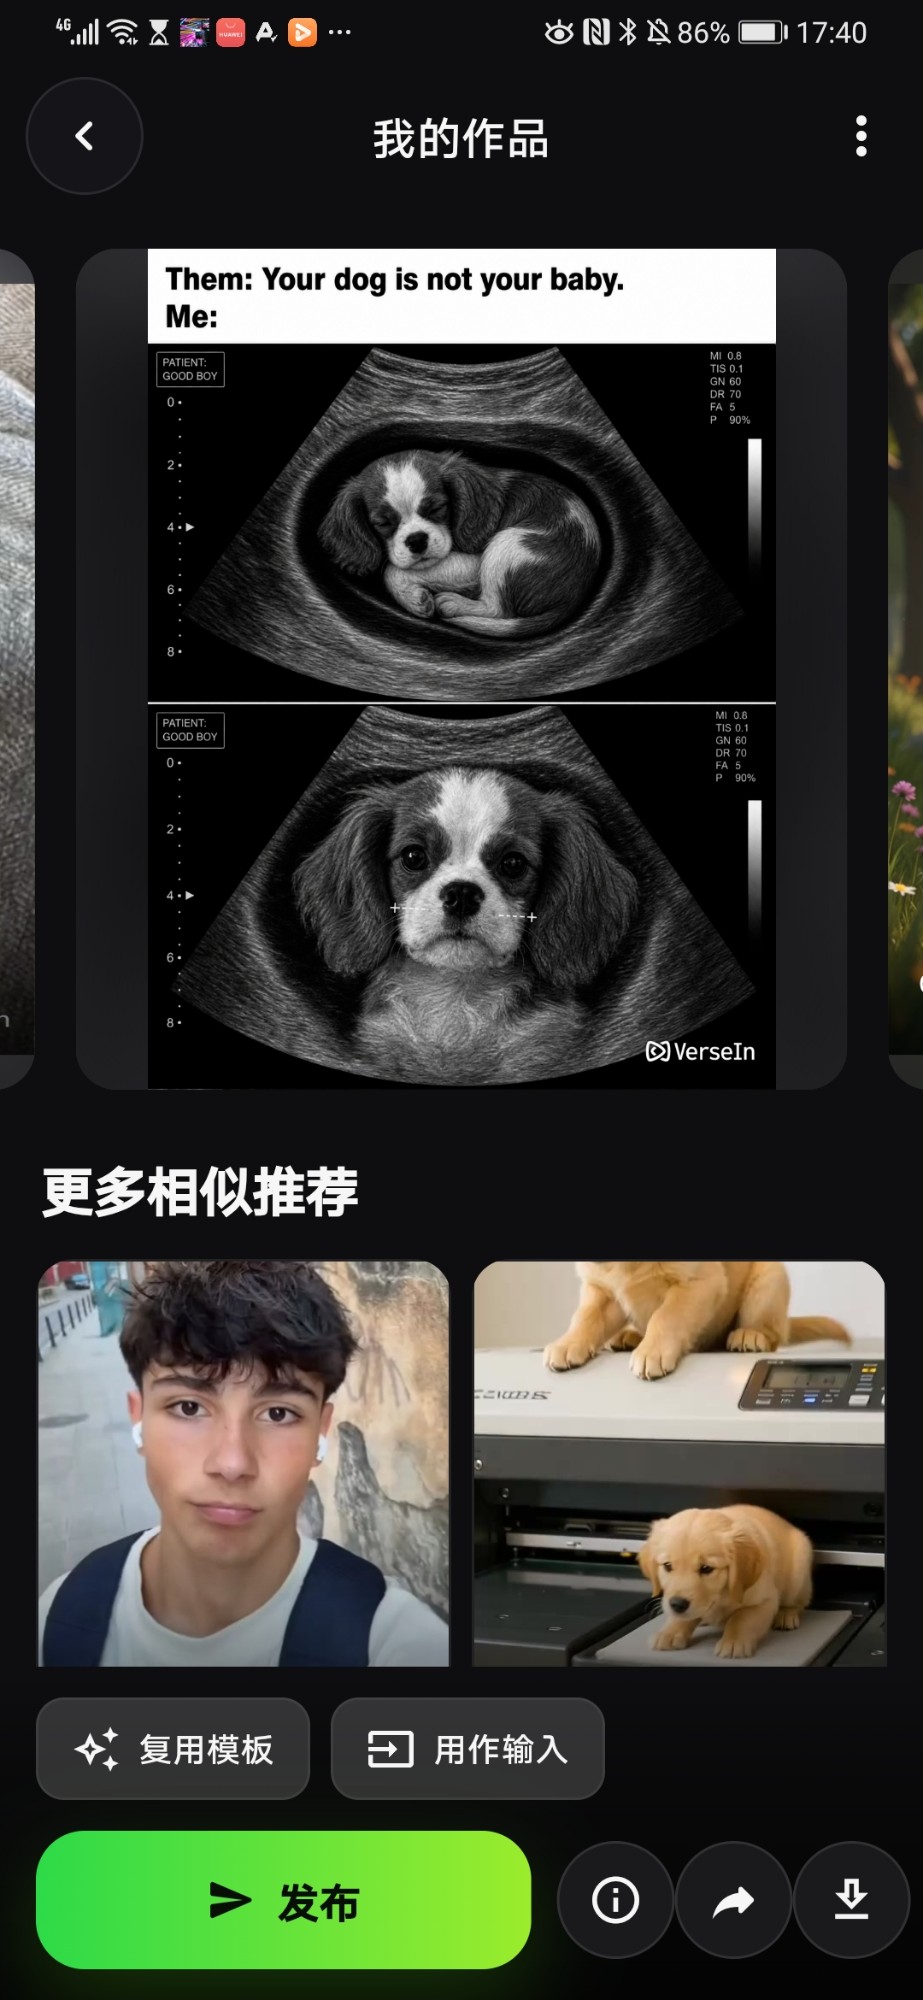 4G
HUAWEI
86%
17:40
我的作品
Them: Your dog is not your baby.
Me:
PATIENT:
GOOD BOY
MI 0.8
TIS 0.1
GN 60
DR 70
FA 5
P 90%
0
2
4
6
8
PATIENT:
GOOD BOY
MI 0.8
TIS 0.1
GN 60
DR 70
FA 5
P 90%
0
2
4
6
8
VerseIn
更多相似推荐
复用模板
用作输入
发布